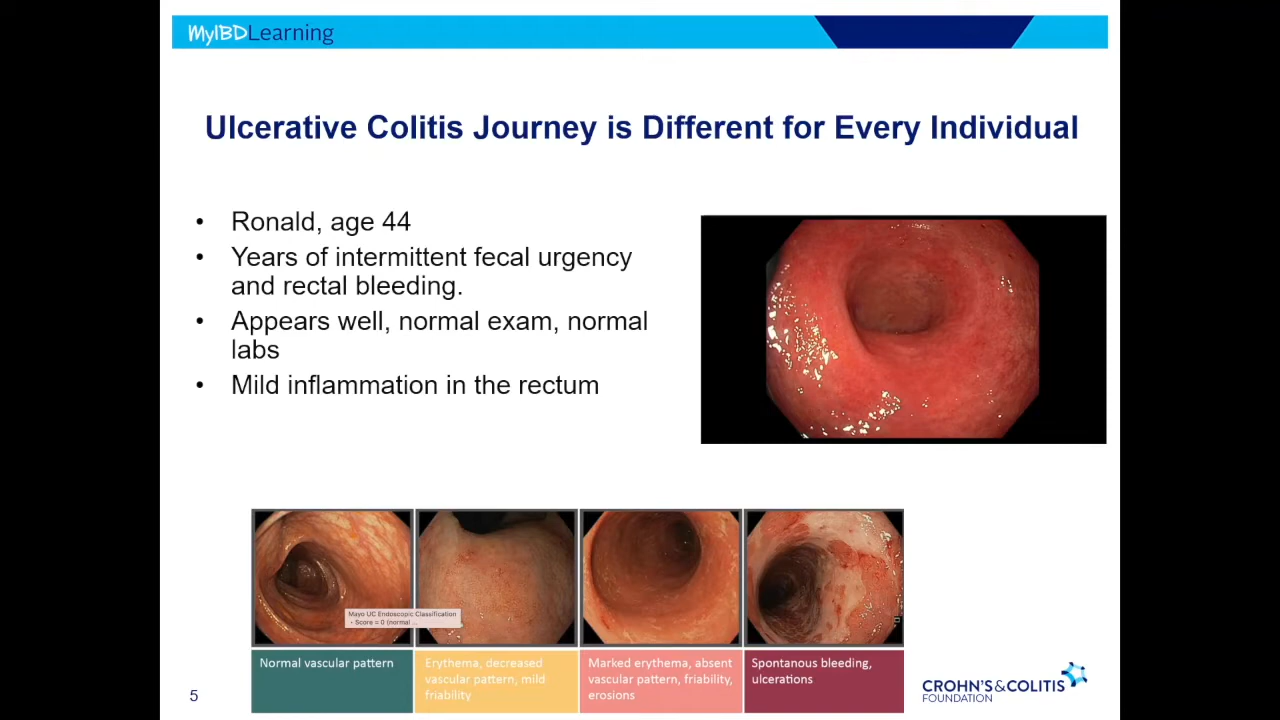 MyIBDLearning
Ulcerative Colitis Journey is Different for Every Individual
• Ronald, age 44
• Years of intermittent fecal urgency
and rectal bleeding.
• Appears well, normal exam, normal
labs
• Mild inflammation in the rectum
Mayo UC Endoscopic Classification
- Score = 0 (normal ...
Normal vascular pattern
Erythema, decreased
vascular pattern, mild
friability
Marked erythema, absent
vascular pattern, friability,
erosions
Spontanous bleeding,
ulcerations
5
CROHN'S&COLITIS
FOUNDATION